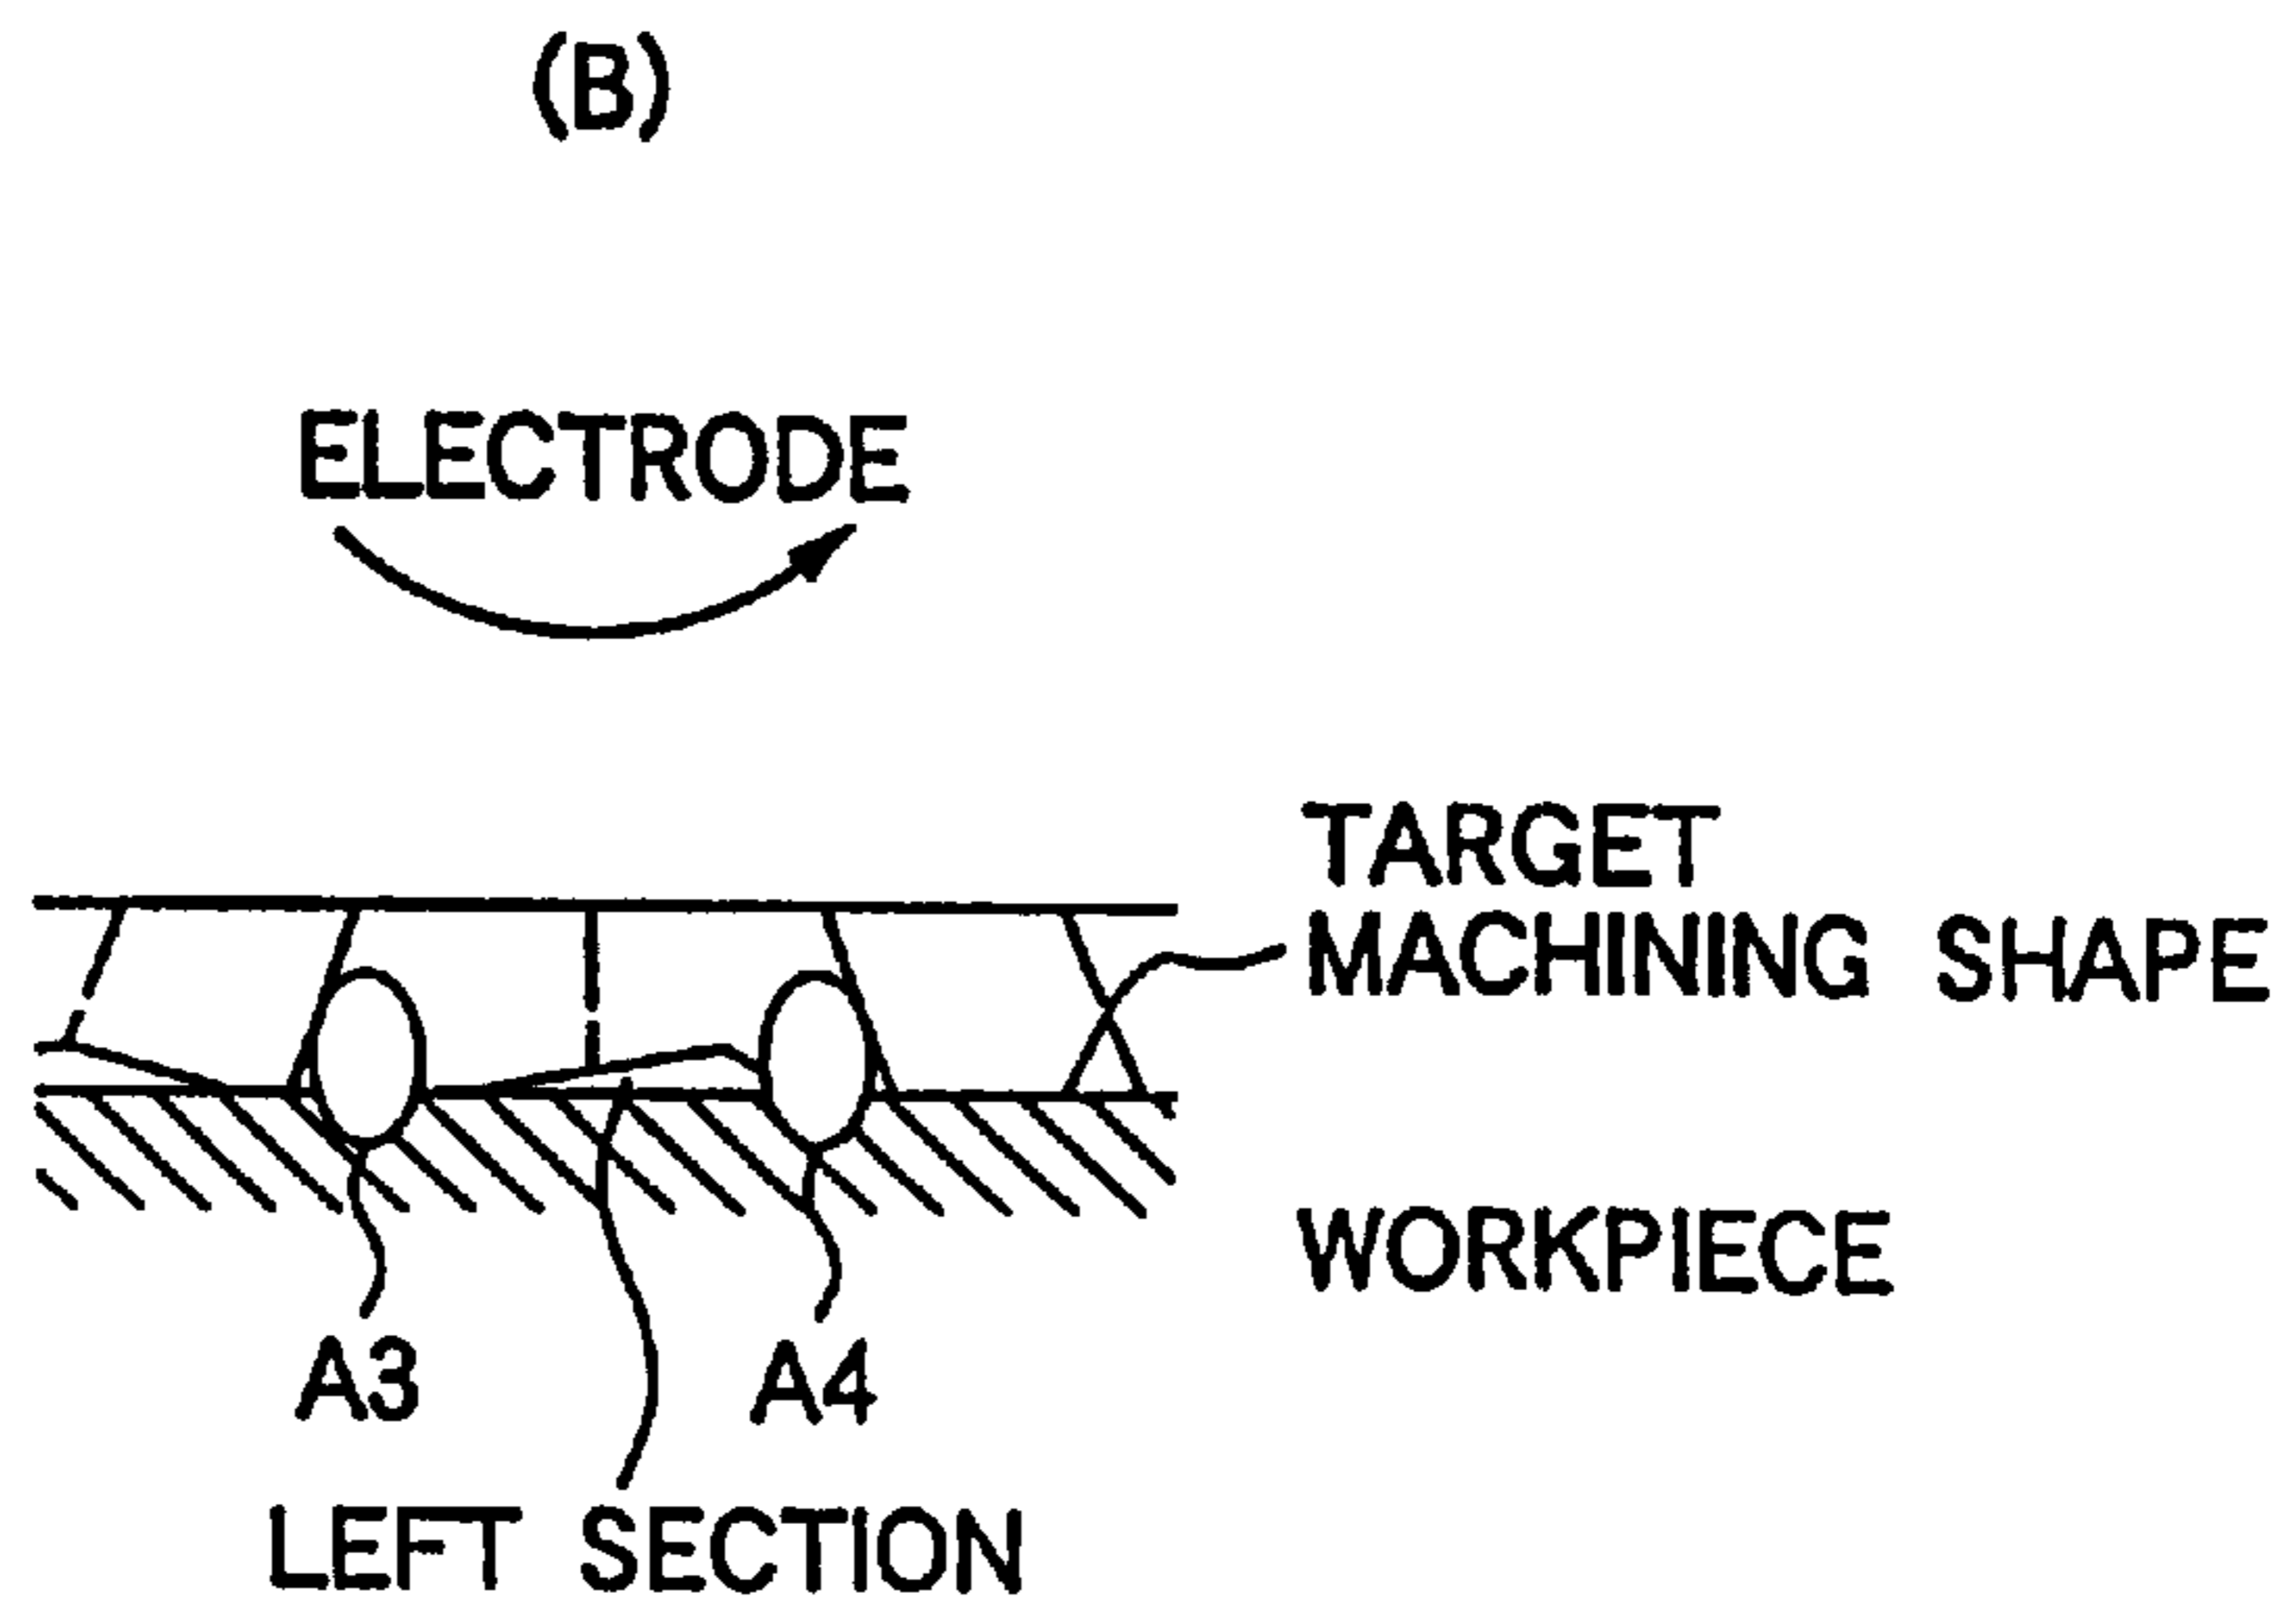 (B)
ELECTRODE
TARGET
MACHINING SHAPE
WORKPIECE
A3
A4
LEFT SECTION